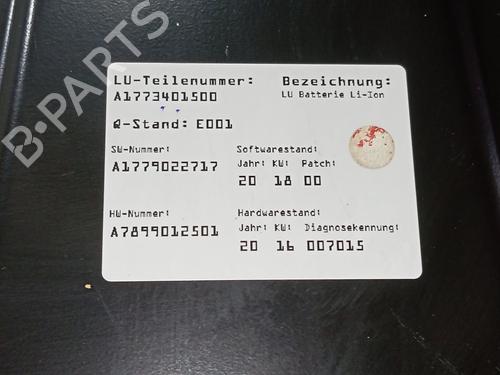 LU-Teilenummer: Bezeichnung:
A1773401500 LU Batterie Li-Ion
Q-Stand: E001
SW-Nummer: Softwarestand:
A1779022717 Jahr: KW: Patch:
20 18 00
HW-Nummer: Hardwarestand:
A7899012501 Jahr: KW: Diagnosekennung:
20 16 007015
B-PARTS